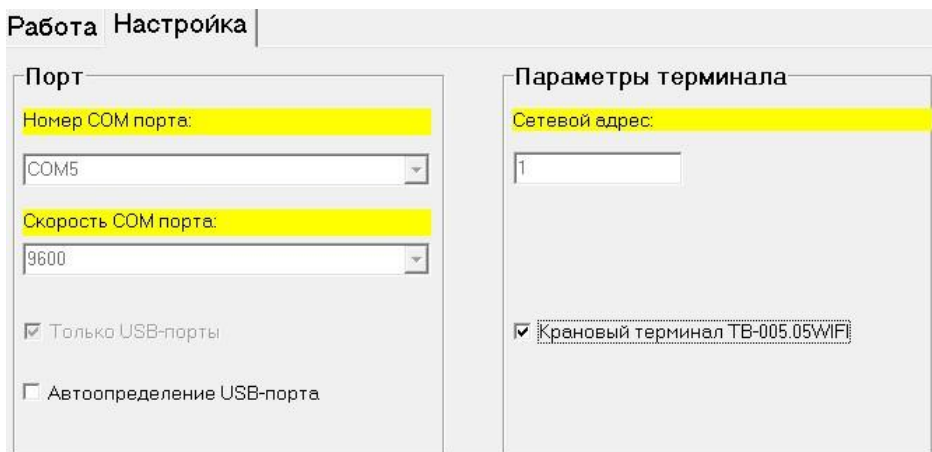 Работа Настройка
Порт
Номер COM порта:
COM5
Скорость COM порта:
9600
Только USB-порты
Автоопределение USB-порта
Параметры терминала
Сетевой адрес:
1
Крановый терминал ТВ-005.05WIFI